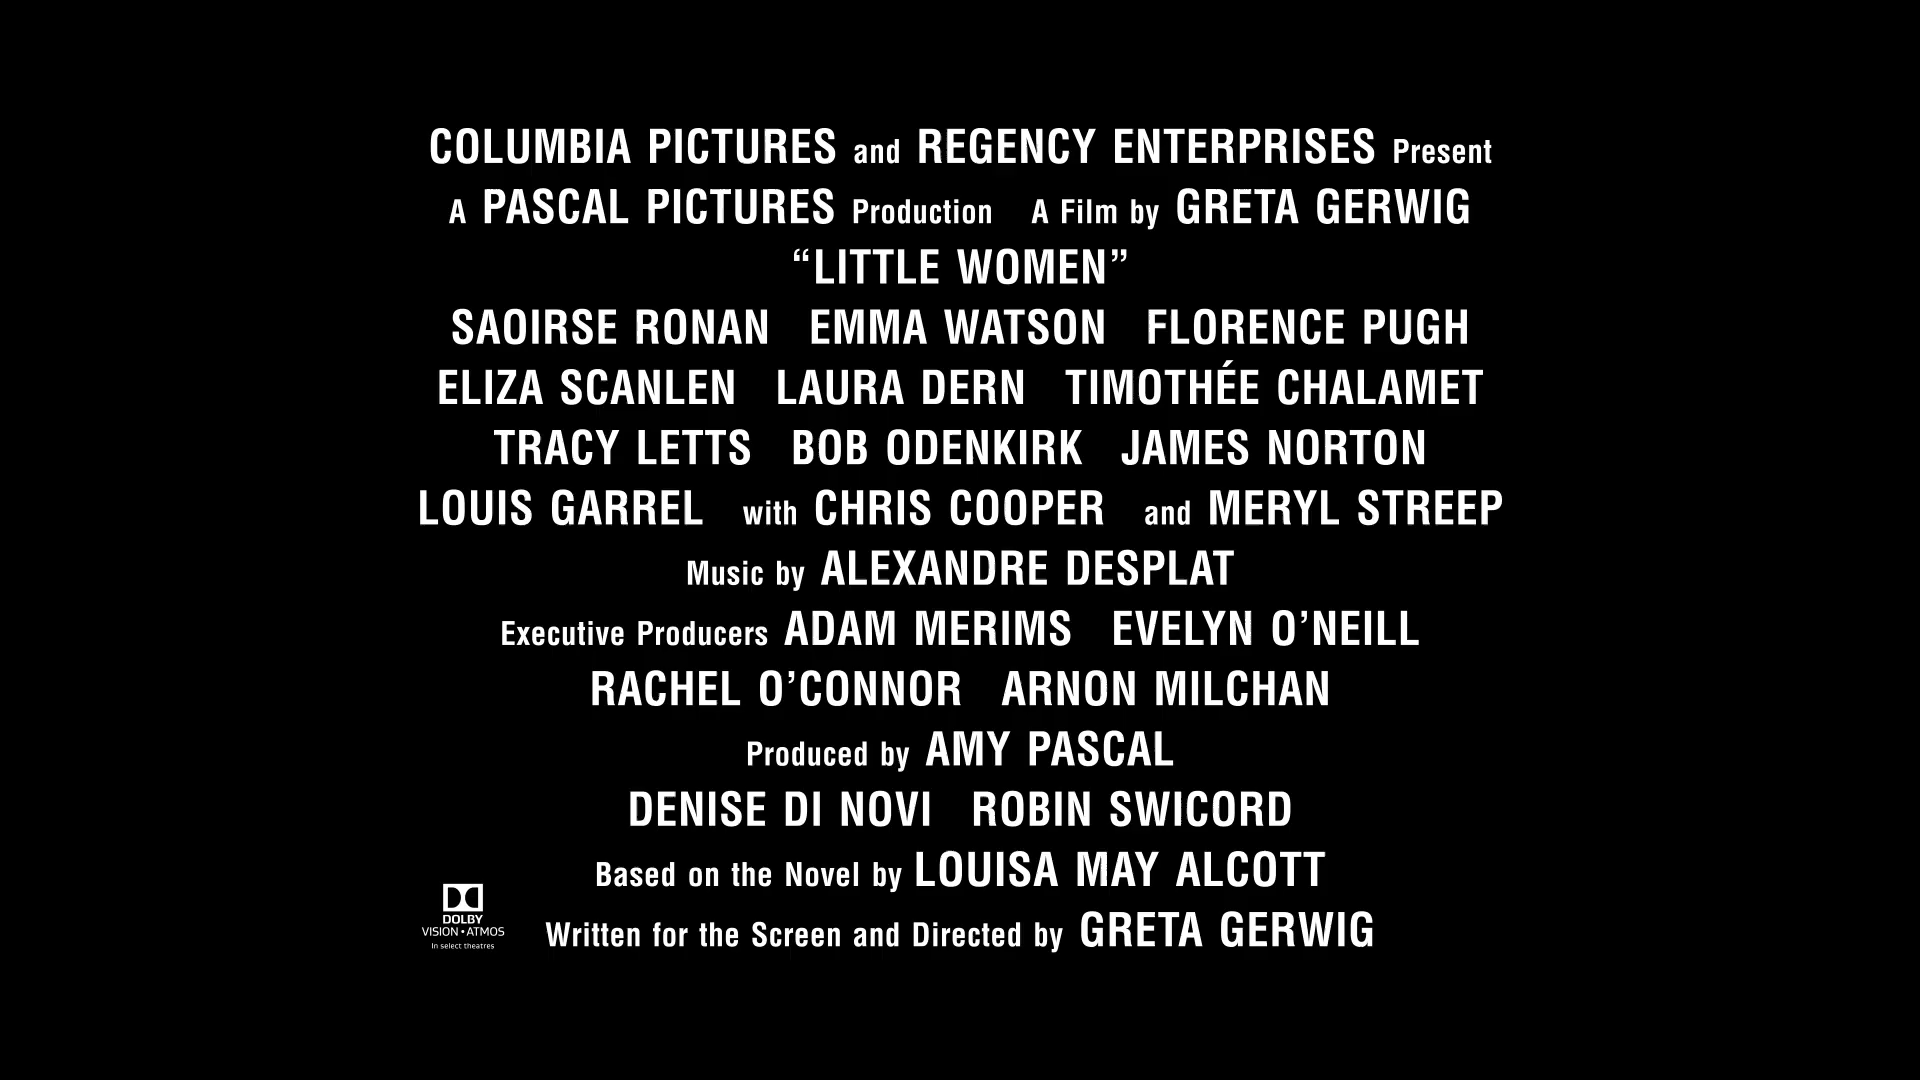 COLUMBIA PICTURES and REGENCY ENTERPRISES Present
A PASCAL PICTURES Production A Film by GRETA GERWIG
“LITTLE WOMEN”
SAOIRSE RONAN EMMA WATSON FLORENCE PUGH
ELIZA SCANLEN LAURA DERN TIMOTHÉE CHALAMET
TRACY LETTS BOB ODENKIRK JAMES NORTON
LOUIS GARREL with CHRIS COOPER and MERYL STREEP
Music by ALEXANDRE DESPLAT
Executive Producers ADAM MERIMS EVELYN O’NEILL
RACHEL O’CONNOR ARNON MILCHAN
Produced by AMY PASCAL
DENISE DI NOVI ROBIN SWICORD
Based on the Novel by LOUISA MAY ALCOTT
Written for the Screen and Directed by GRETA GERWIG
DOLBY
VISION•ATMOS
In select theatres